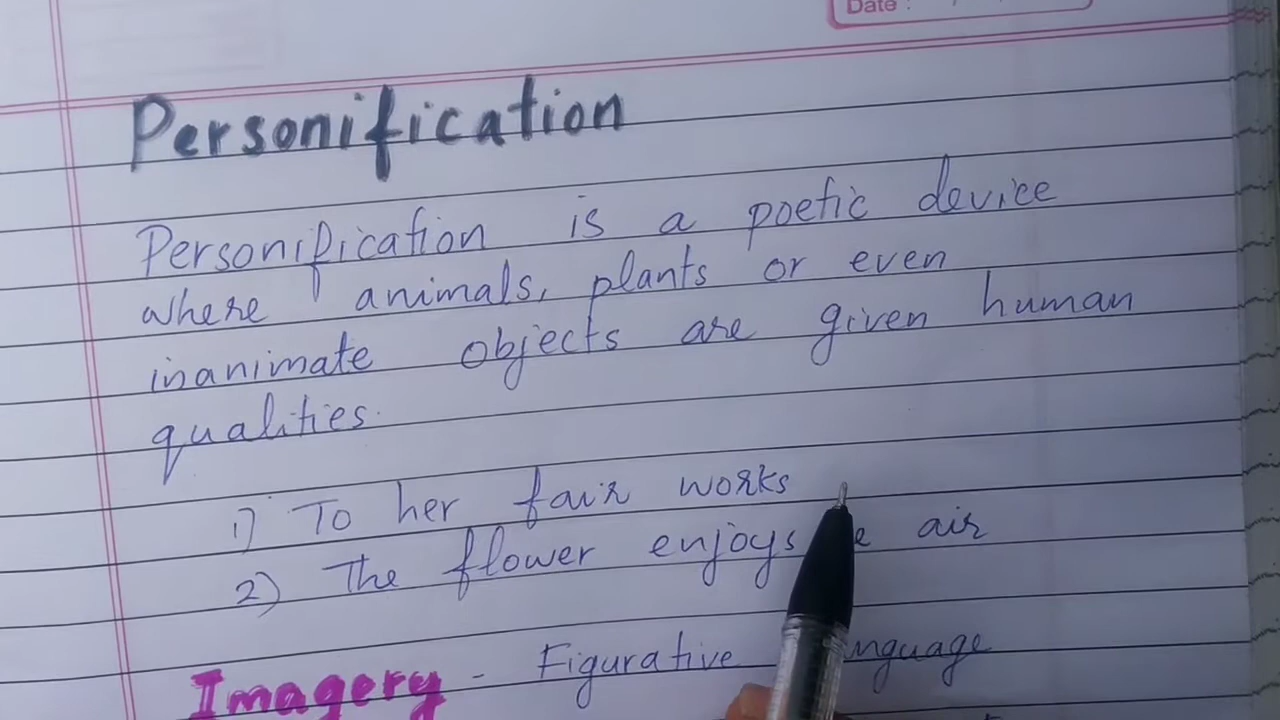 Date :
Personification
Personification is a poetic device
where animals, plants or even
inanimate objects are given human
qualities.
1) To her fair works
2) The flower enjoys air
Imagery - Figurative